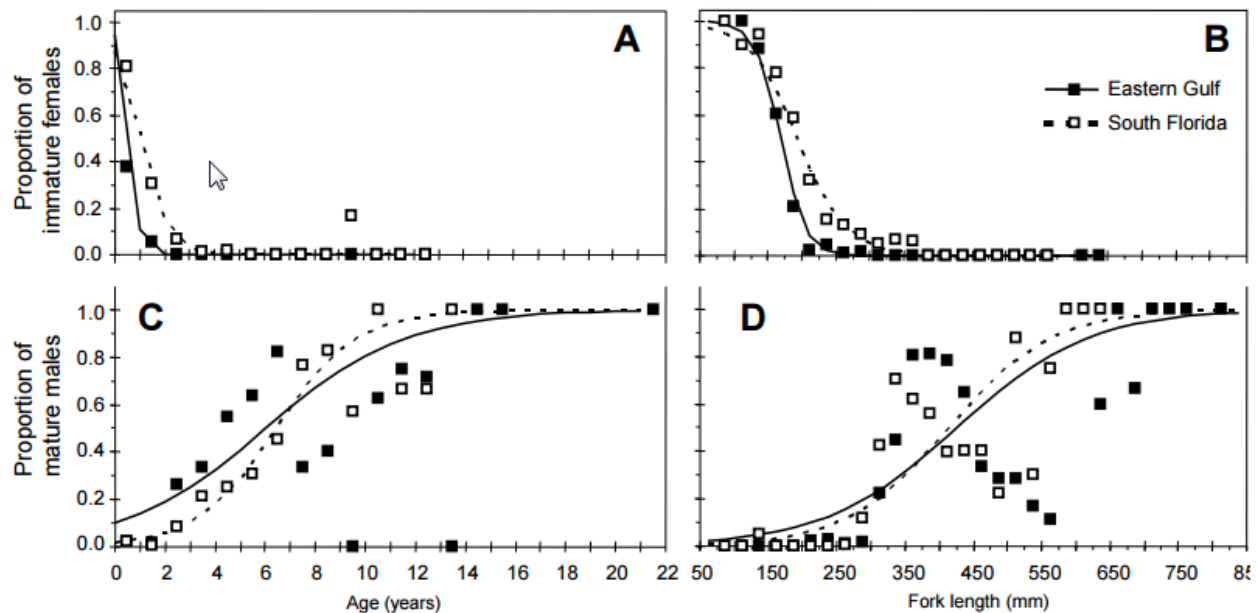 Proportion of
immature females
1.0
0.8
0.6
0.4
0.2
0.0
A
B
Eastern Gulf
South Florida
Proportion of
mature males
1.0
0.8
0.6
0.4
0.2
0.0
C
D
0 2 4 6 8 10 12 14 16 18 20 22
Age (years)
50 150 250 350 450 550 650 750 85
Fork length (mm)